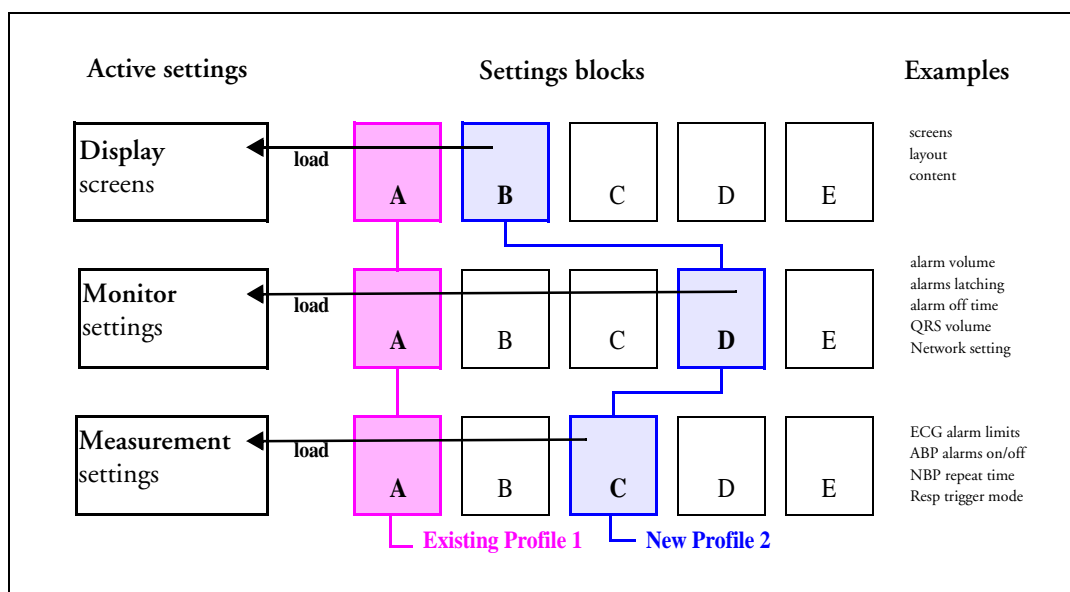 Active settings
Settings blocks
Examples
Display
screens
load
A
B
C
D
E
screens
layout
content
Monitor
settings
load
A
B
C
D
E
alarm volume
alarms latching
alarm off time
QRS volume
Network setting
Measurement
settings
load
A
B
C
D
E
ECG alarm limits
ABP alarms on/off
NBP repeat time
Resp trigger mode
Existing Profile 1
New Profile 2